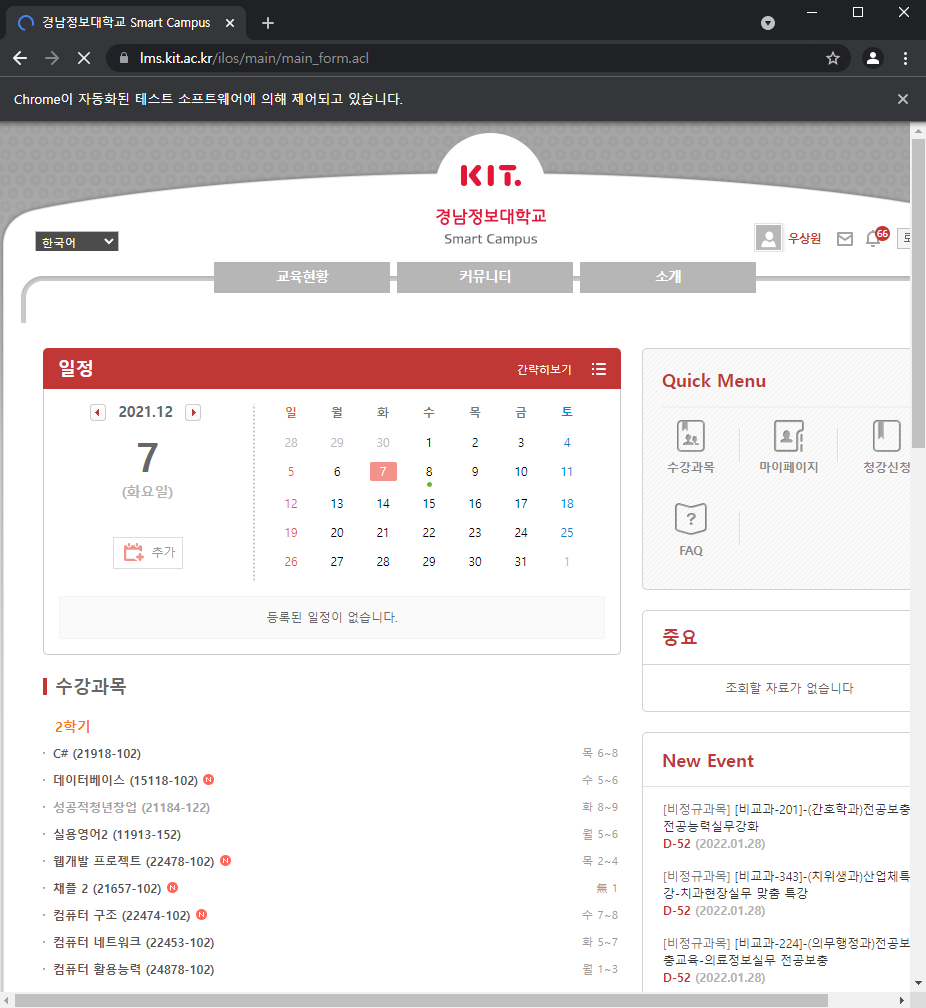 경남정보대학교 Smart Campus
lms.kit.ac.kr/ilos/main/main_form.acl
Chrome이 자동화된 테스트 소프트웨어에 의해 제어되고 있습니다.
KIT.
경남정보대학교
Smart Campus
한국어
우상원
66
교육현황 커뮤니티 소개
일정 간략히보기
2021.12
7
(화요일)
추가
일 월 화 수 목 금 토
28 29 30 1 2 3 4
5 6 7 8 9 10 11
12 13 14 15 16 17 18
19 20 21 22 23 24 25
26 27 28 29 30 31 1
등록된 일정이 없습니다.
Quick Menu
수강과목 마이페이지 청강신청
FAQ
중요
조회할 자료가 없습니다
수강과목
2학기
C# (21918-102) 목 6~8
데이터베이스 (15118-102) N 수 5~6
성공적청년창업 (21184-122) 화 8~9
실용영어2 (11913-152) 월 5~6
웹개발 프로젝트 (22478-102) N 목 2~4
채플 2 (21657-102) N 無 1
컴퓨터 구조 (22474-102) N 수 7~8
컴퓨터 네트워크 (22453-102) 화 5~7
컴퓨터 활용능력 (24878-102) 월 1~3
New Event
[비정규과목] [비교과-201]-(간호학과)전공보충
전공능력실무강화
D-52 (2022.01.28)
[비정규과목] [비교과-343]-(치위생과)산업체특
강-치과현장실무 맞춤 특강
D-52 (2022.01.28)
[비정규과목] [비교과-224]-(의무행정과)전공보
충교육-의료정보실무 전공보충
D-52 (2022.01.28)